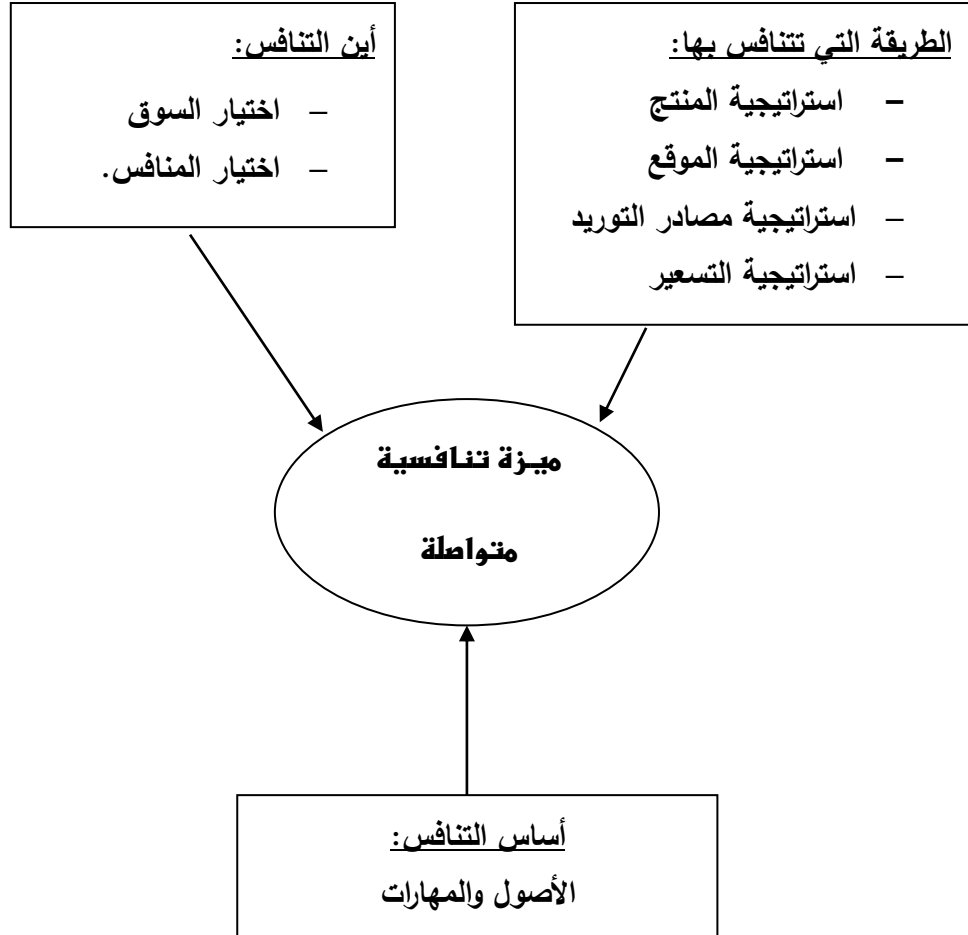 الطريقة التي تتنافس بها:
– استراتيجية المنتج
– استراتيجية الموقع
– استراتيجية مصادر التوريد
– استراتيجية التسعير
أين التنافس:
– اختيار السوق
– اختيار المنافس.
ميزة تنافسية
متواصلة
أساس التنافس:
الأصول والمهارات